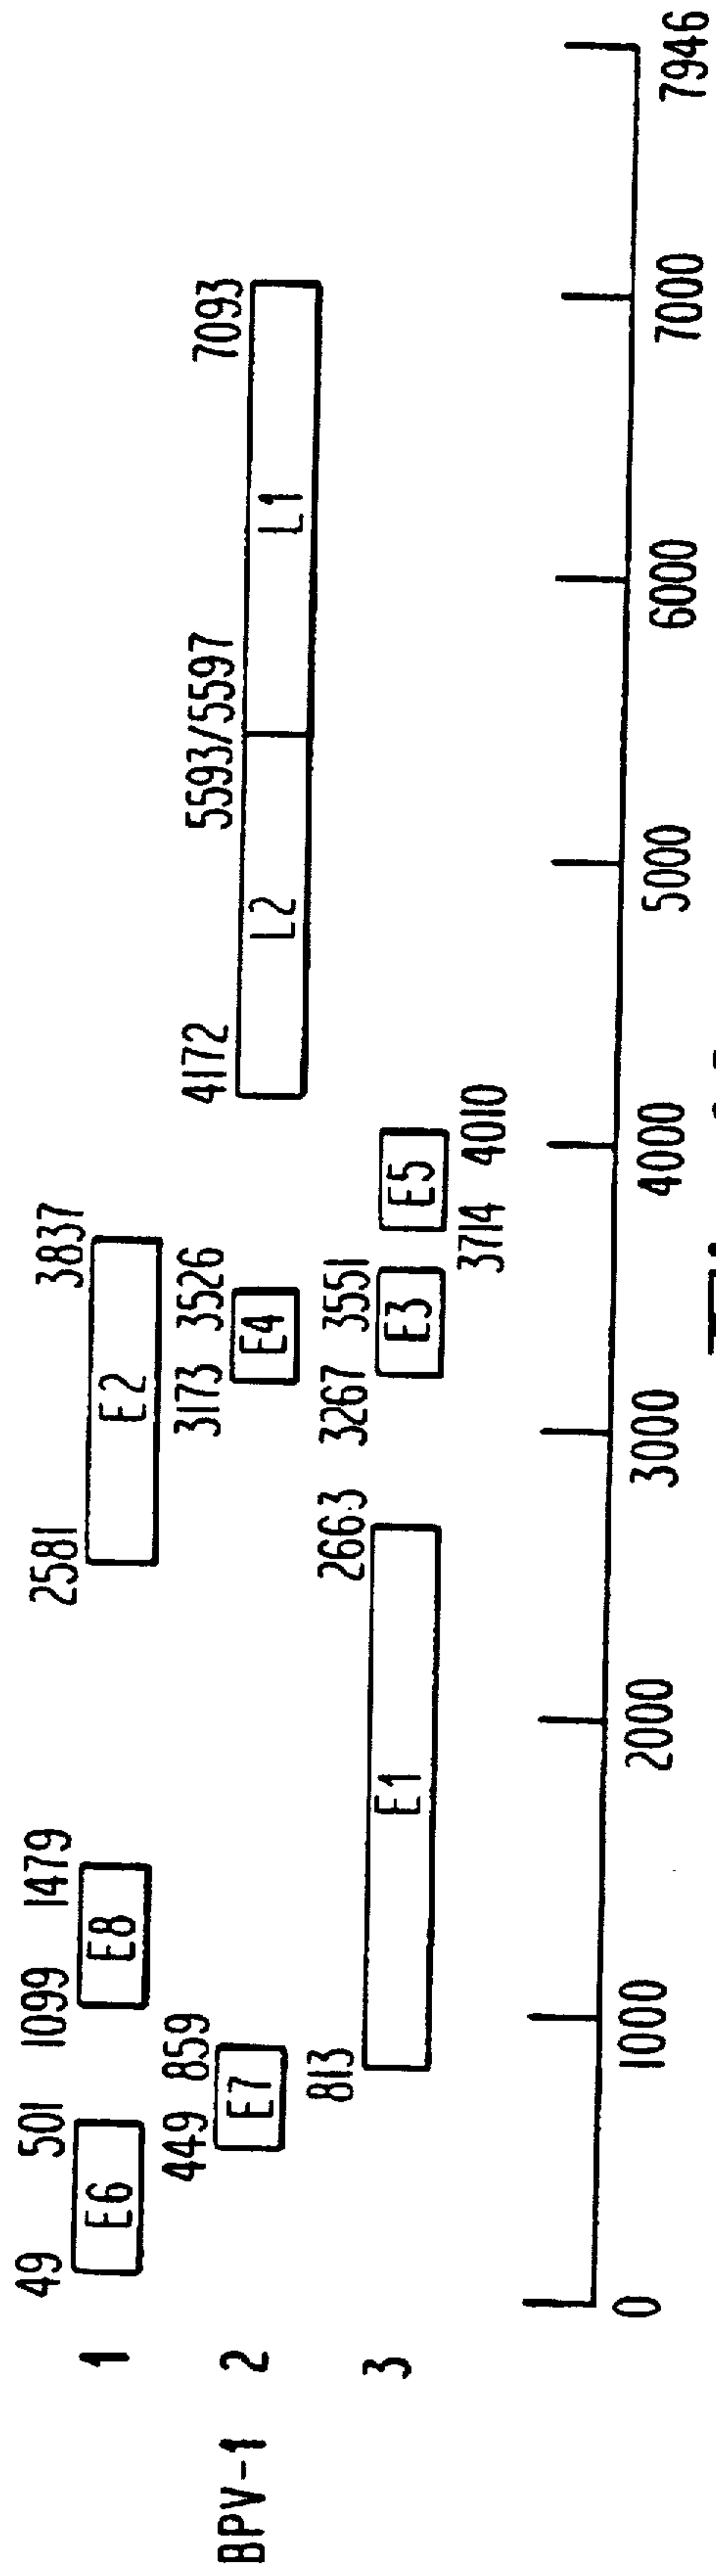 49 501 1099 1479 2581 3837
1 E6 E8 E2
449 859 3173 3526 4172 5593/5597 7093
BPV-1 2 E7 E4 L2 L1
813 2663 3267 3551
3 E1 E3 E5
3714 4010
0 1000 2000 3000 4000 5000 6000 7000 7946